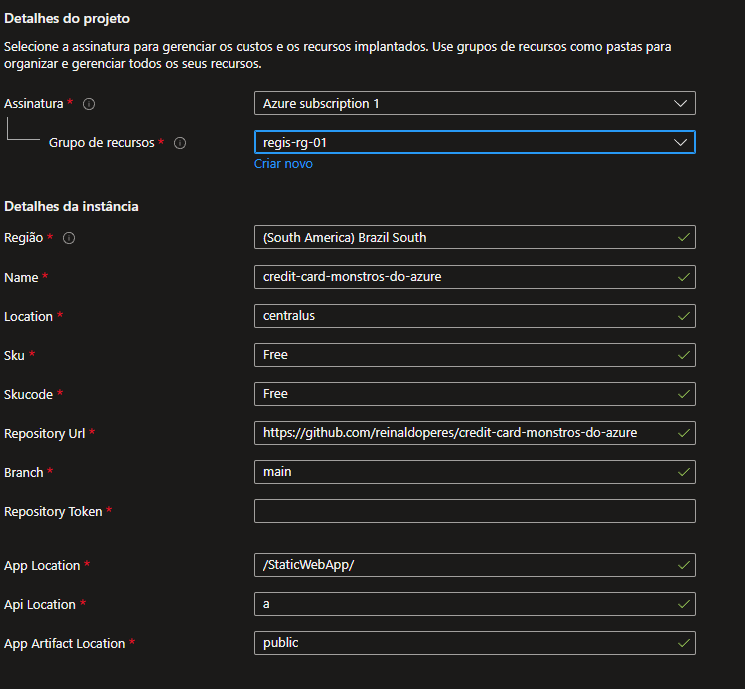 Detalhes do projeto
Selecione a assinatura para gerenciar os custos e os recursos implantados. Use grupos de recursos como pastas para
organizar e gerenciar todos os seus recursos.
Assinatura * Azure subscription 1
Grupo de recursos * regis-rg-01
Criar novo
Detalhes da instância
Região * (South America) Brazil South
Name * credit-card-monstros-do-azure
Location * centralus
Sku * Free
Skucode * Free
Repository Url * https://github.com/reinaldoperes/credit-card-monstros-do-azure
Branch * main
Repository Token *
App Location * /StaticWebApp/
Api Location * a
App Artifact Location * public